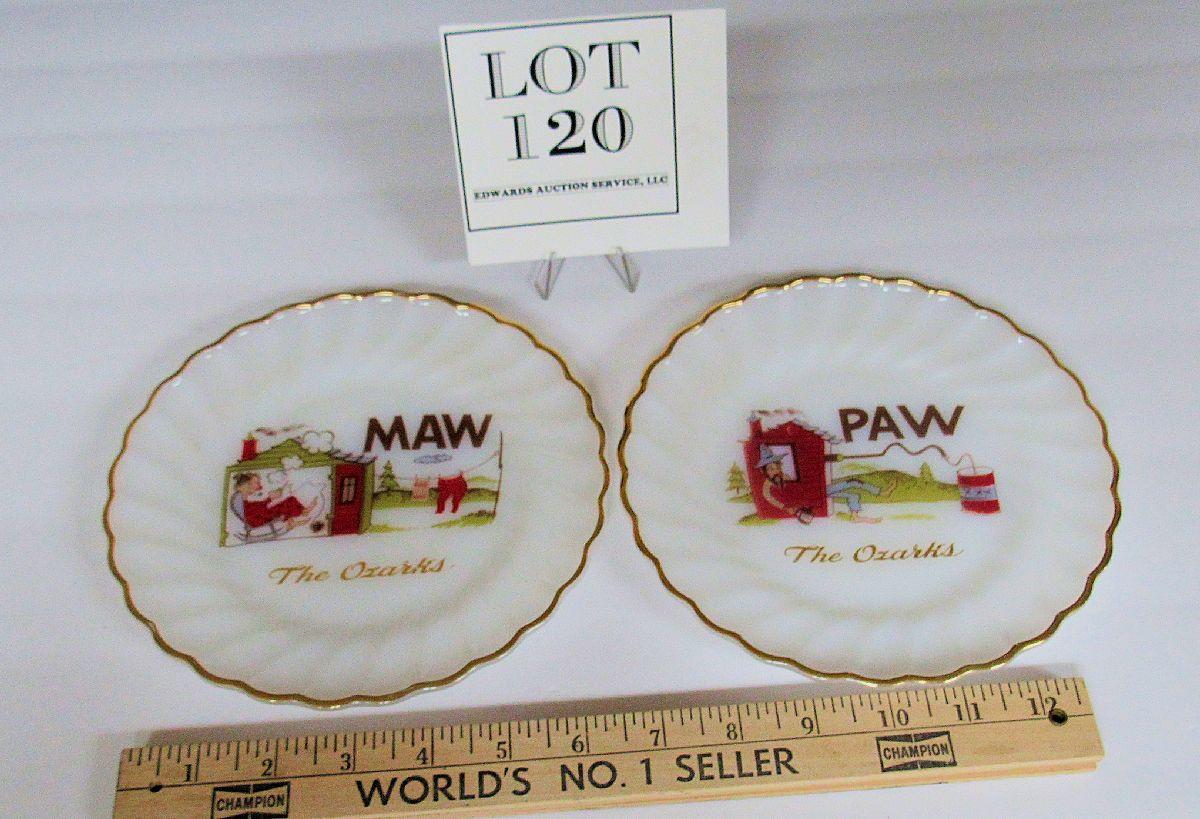 LOT
120
EDWARDS AUCTION SERVICE, LLC
MAW
The Ozarks
PAW
The Ozarks
1 2 3 4 5 6 7 8 9 10 11 12
CHAMPION WORLD'S NO. 1 SELLER CHAMPION